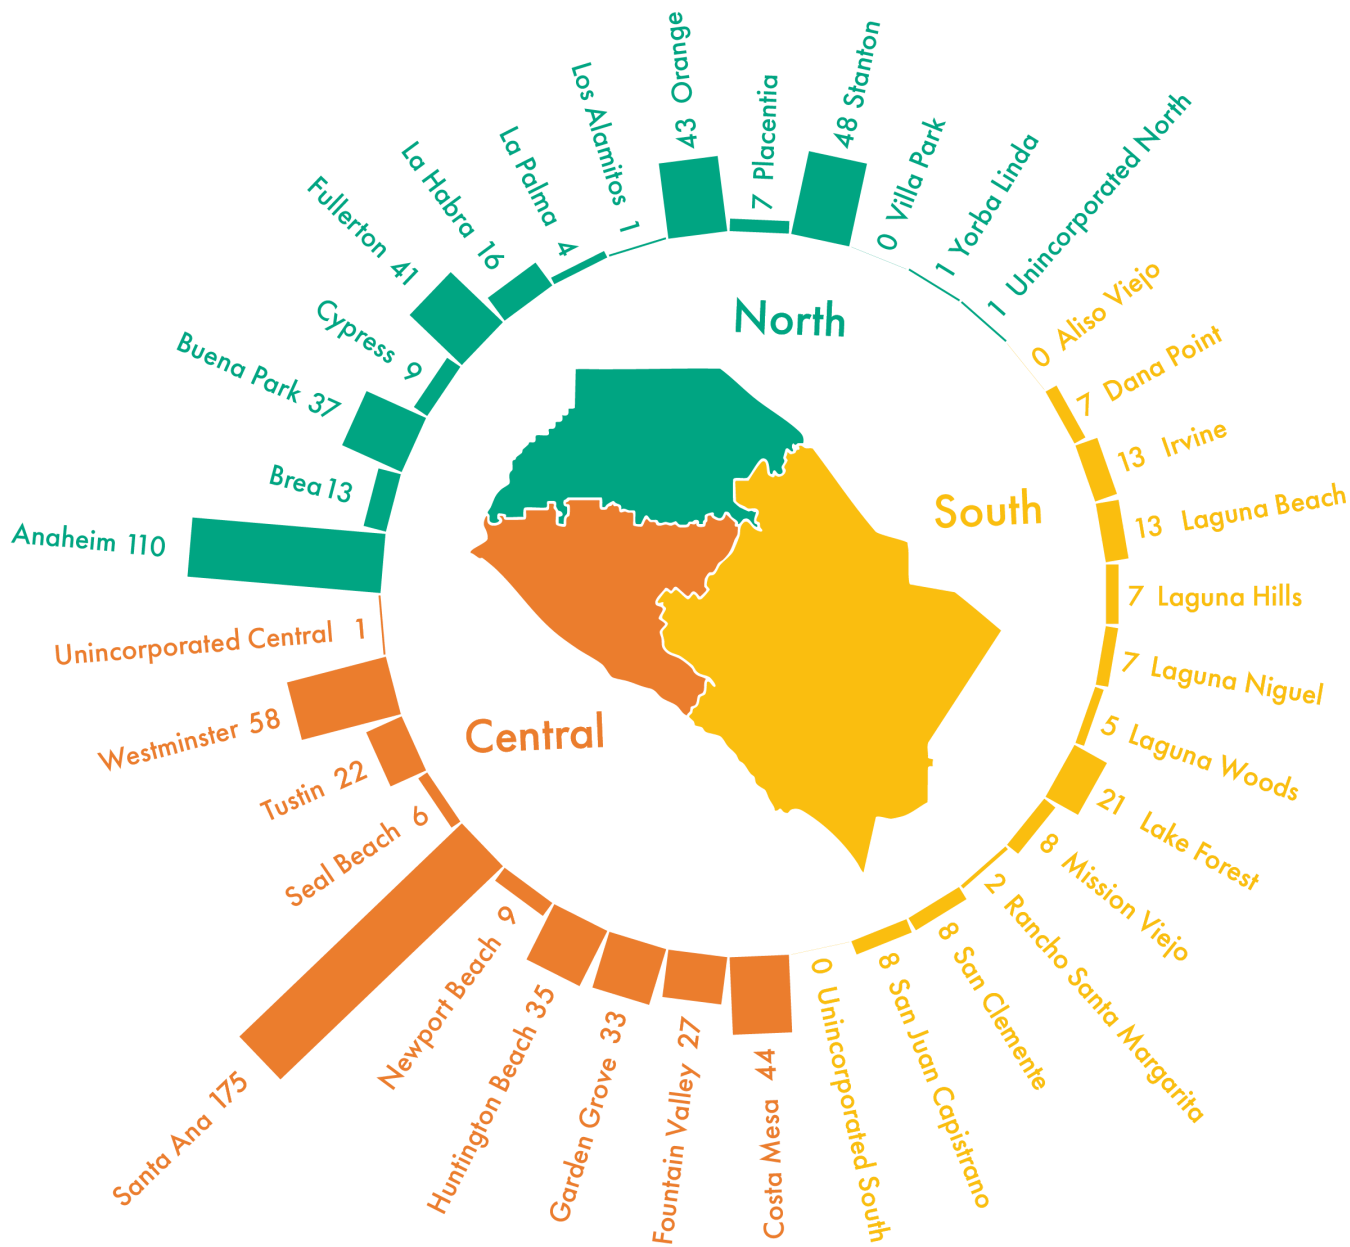 Anaheim 110
Brea 13
Buena Park 37
Cypress 9
Fullerton 41
La Habra 16
La Palma 4
Los Alamitos 1
43 Orange
7 Placentia
48 Stanton
0 Villa Park
1 Yorba Linda
1 Unincorporated North
0 Aliso Viejo
7 Dana Point
13 Irvine
13 Laguna Beach
7 Laguna Hills
7 Laguna Niguel
5 Laguna Woods
21 Lake Forest
8 Mission Viejo
2 Rancho Santa Margarita
8 San Clemente
8 San Juan Capistrano
0 Unincorporated South
Costa Mesa 44
Fountain Valley 27
Garden Grove 33
Huntington Beach 35
Newport Beach 9
Santa Ana 175
Seal Beach 6
Tustin 22
Westminster 58
Unincorporated Central 1
North
South
Central